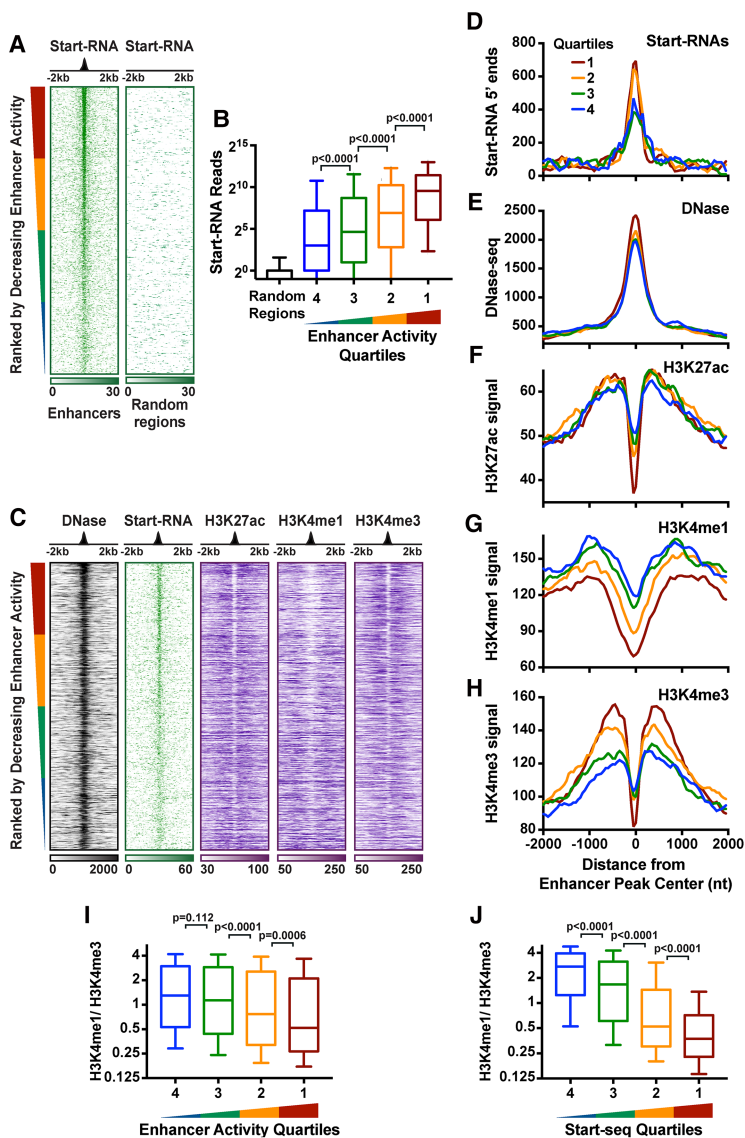 A
Start-RNA Start-RNA
-2kb 2kb -2kb 2kb
Ranked by Decreasing Enhancer Activity
0 30 0 30
Enhancers Random regions
B
p<0.0001
p<0.0001
p<0.0001
Start-RNA Reads
2^15
2^10
2^5
2^0
Random Regions 4 3 2 1
Enhancer Activity
Quartiles
C
DNase Start-RNA H3K27ac H3K4me1 H3K4me3
-2kb 2kb -2kb 2kb -2kb 2kb -2kb 2kb -2kb 2kb
Ranked by Decreasing Enhancer Activity
0 2000 0 60 30 100 50 250 50 250
D
Start-RNAs
Quartiles
1
2
3
4
Start-RNA 5' ends
800
600
400
200
0
E
DNase
DNase-seq
2500
2000
1500
1000
500
F
H3K27ac
H3K27ac signal
60
50
40
G
H3K4me1
H3K4me1 signal
150
120
90
60
H
H3K4me3
H3K4me3 signal
160
140
120
100
80
-2000 -1000 0 1000 2000
Distance from
Enhancer Peak Center (nt)
I
p=0.112
p<0.0001
p=0.0006
H3K4me1/ H3K4me3
4
2
1
0.5
0.25
0.125
4 3 2 1
Enhancer Activity Quartiles
J
p<0.0001
p<0.0001
p<0.0001
H3K4me1/ H3K4me3
4
2
1
0.5
0.25
0.125
4 3 2 1
Start-seq Quartiles